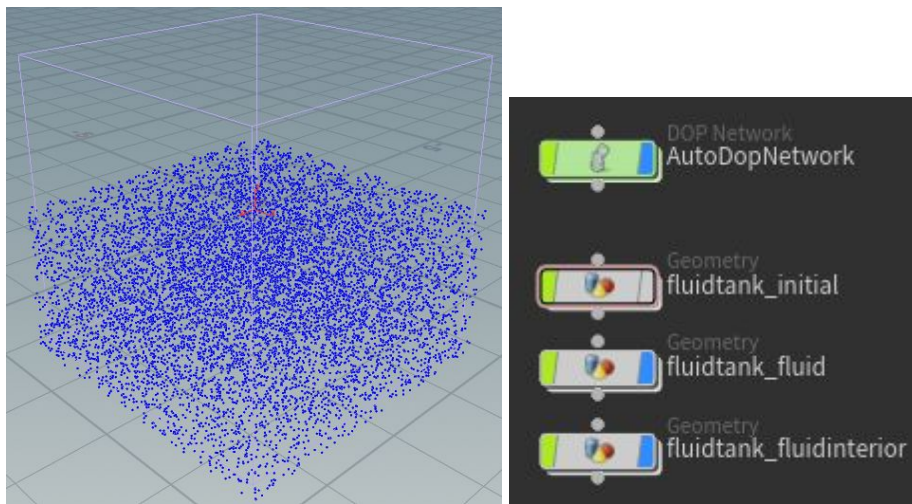 DOP Network
AutoDopNetwork
Geometry
fluidtank_initial
Geometry
fluidtank_fluid
Geometry
fluidtank_fluidinterior